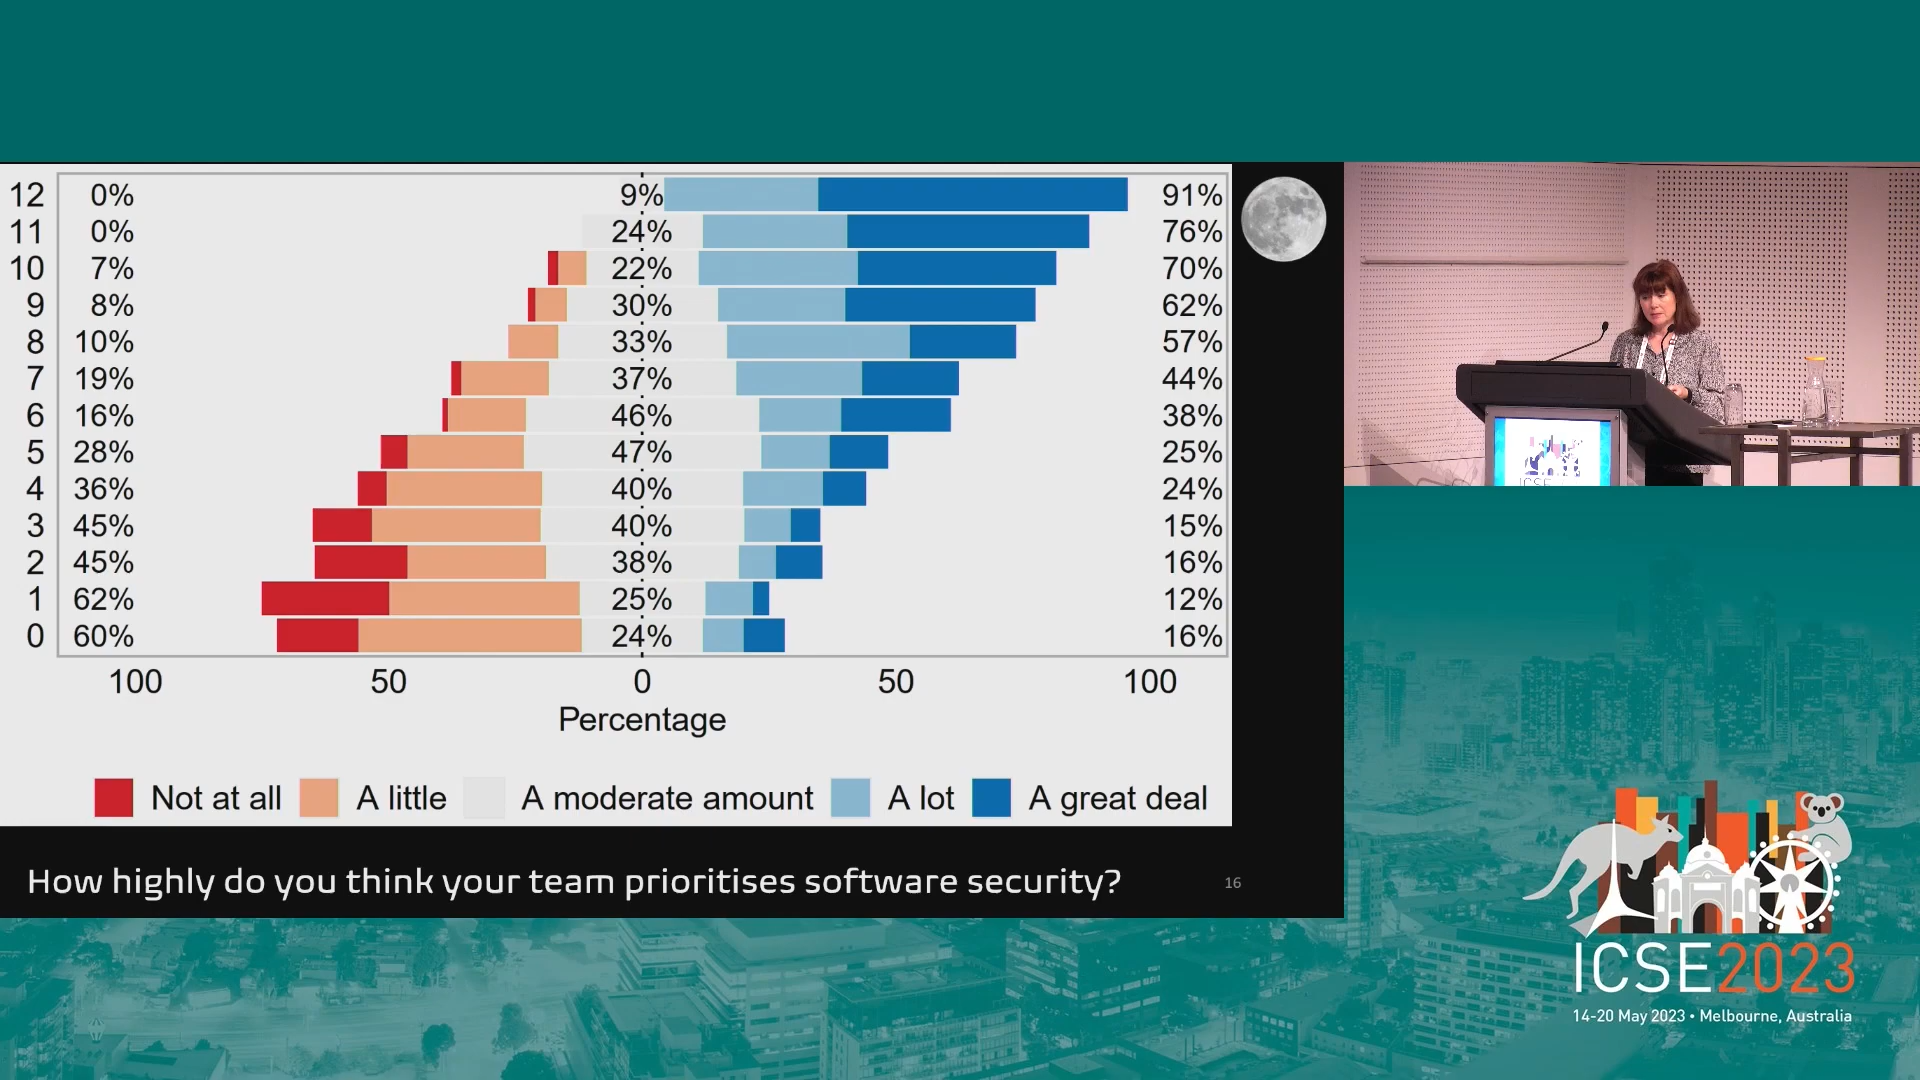 12 0% 9% 91%
11 0% 24% 76%
10 7% 22% 70%
9 8% 30% 62%
8 10% 33% 57%
7 19% 37% 44%
6 16% 46% 38%
5 28% 47% 25%
4 36% 40% 24%
3 45% 40% 15%
2 45% 38% 16%
1 62% 25% 12%
0 60% 24% 16%
100 50 0 50 100
Percentage
Not at all A little A moderate amount A lot A great deal
How highly do you think your team prioritises software security?
16
ICSE
ICSE2023
14-20 May 2023 • Melbourne, Australia